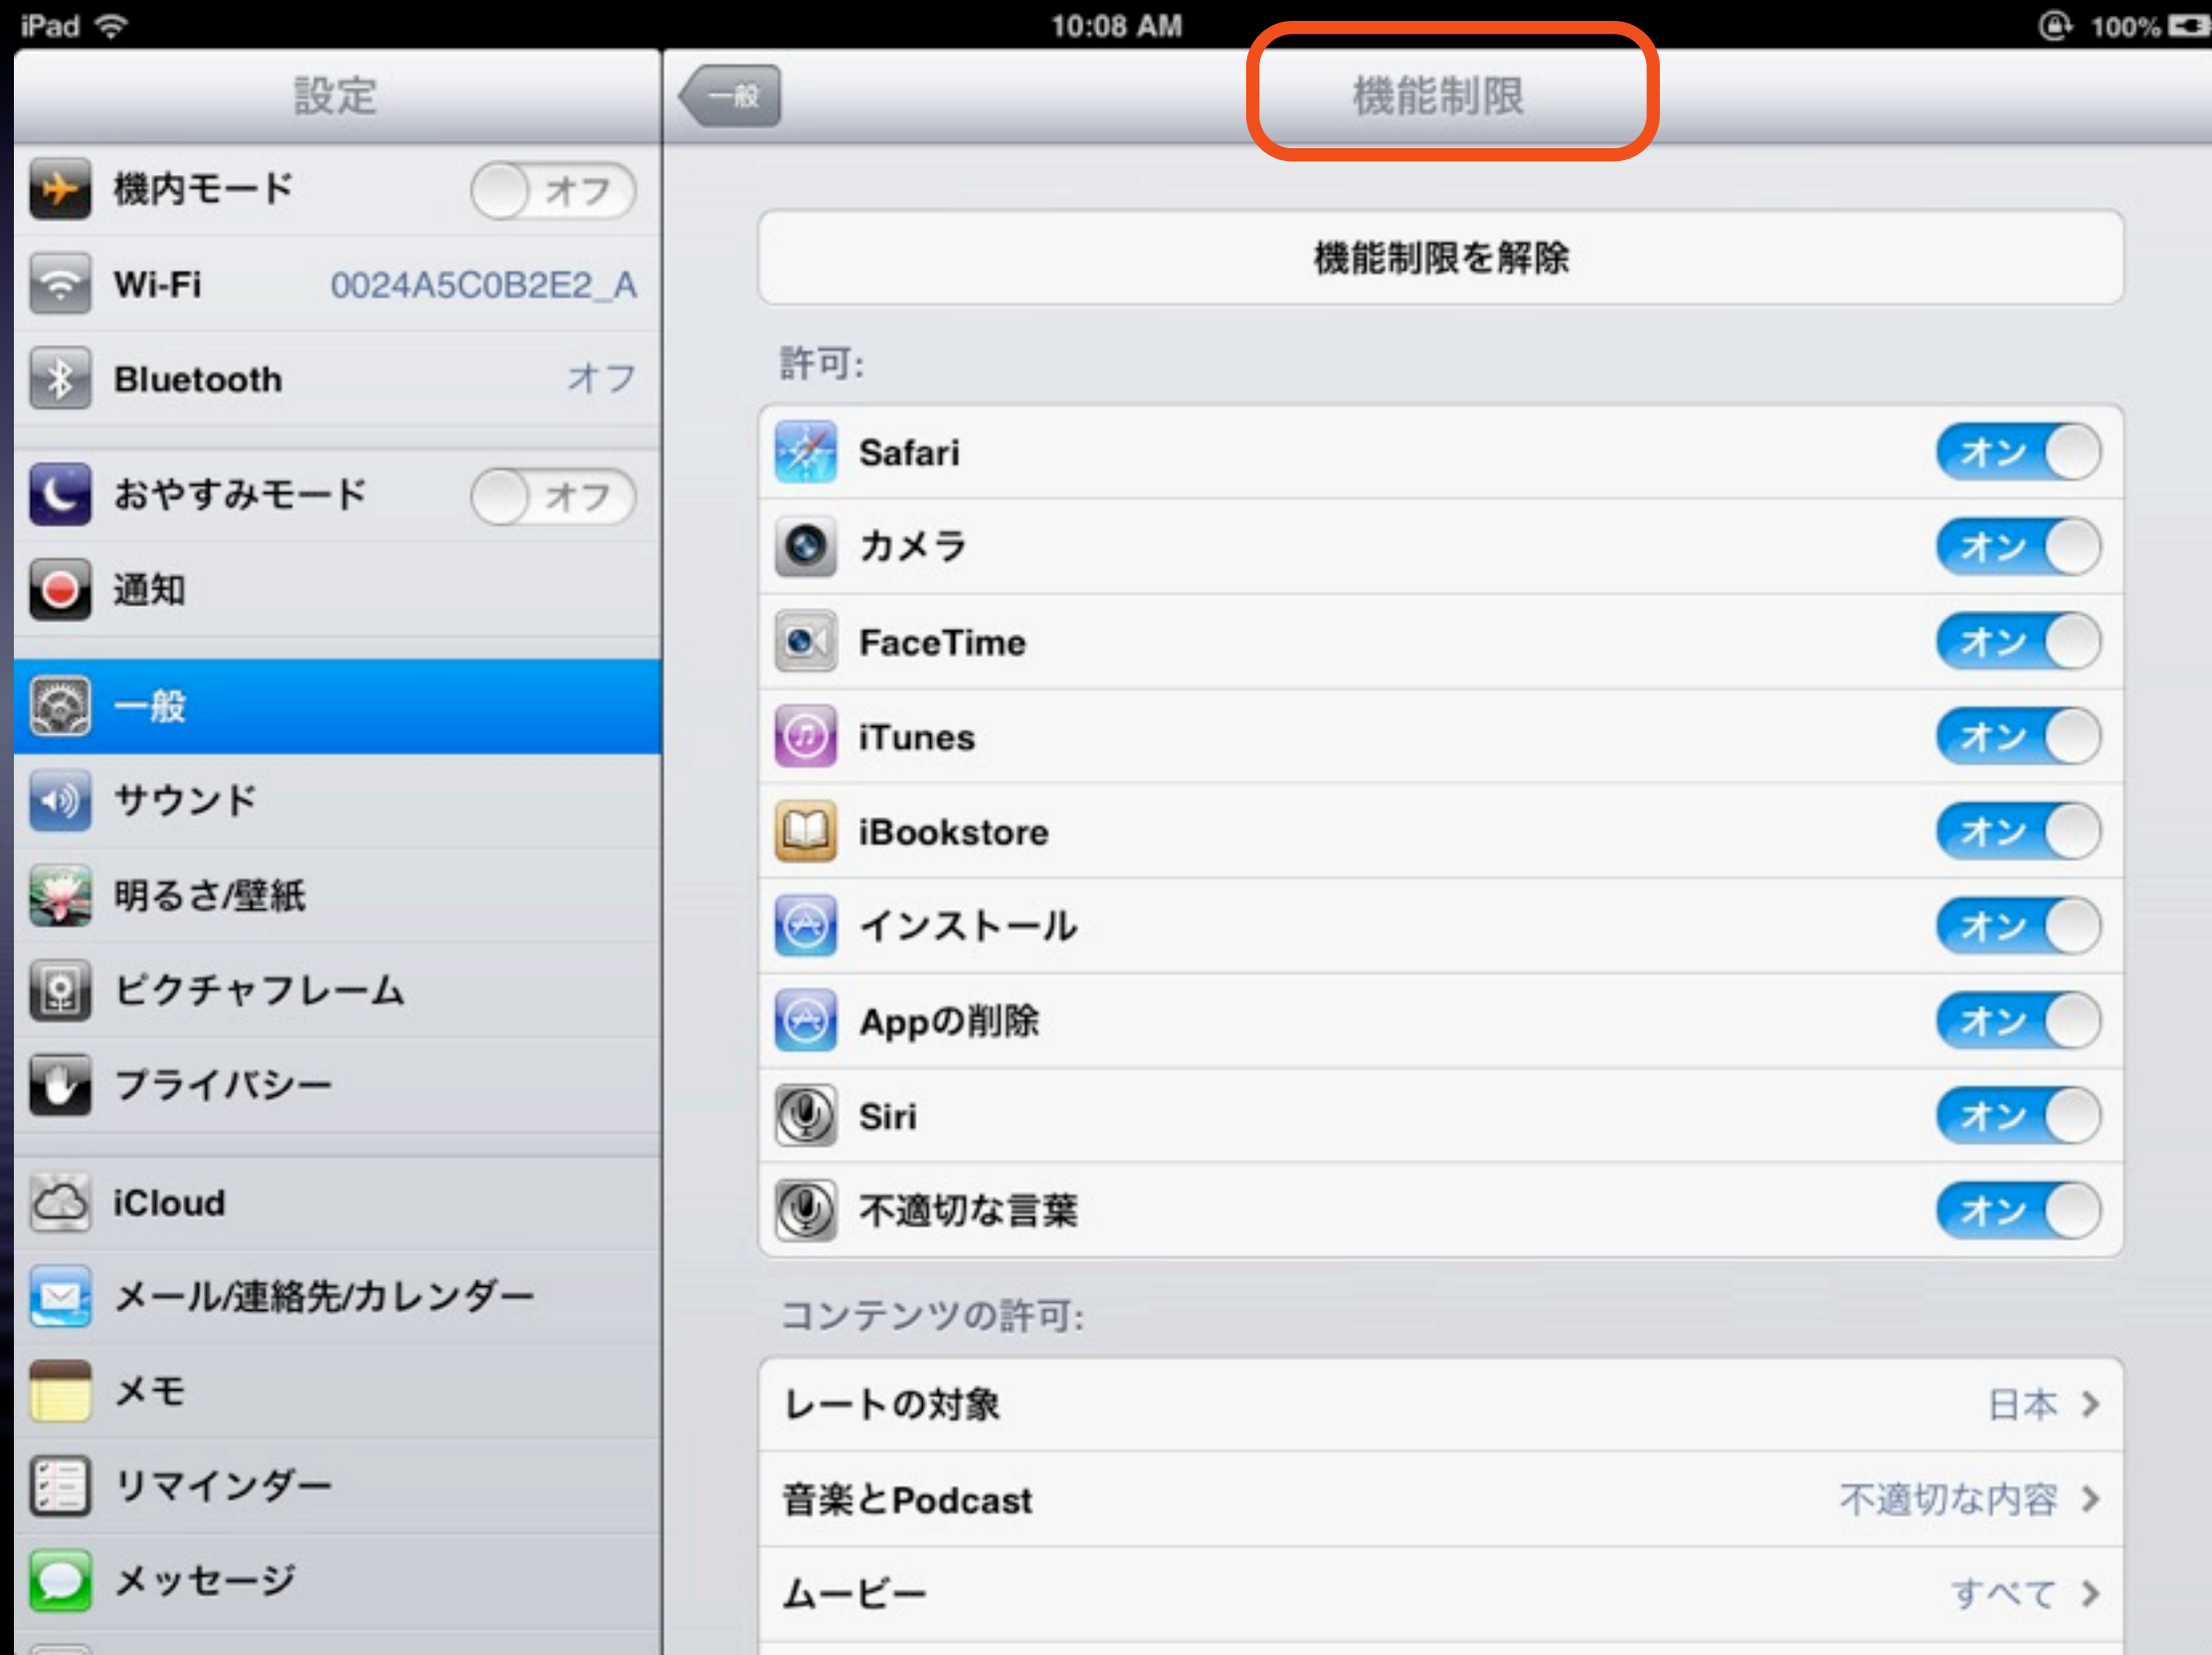 iPad 10:08 AM 100%
設定
機内モード オフ
Wi-Fi 0024A5C0B2E2_A
Bluetooth オフ
おやすみモード オフ
通知
一般
サウンド
明るさ/壁紙
ピクチャフレーム
プライバシー
iCloud
メール/連絡先/カレンダー
メモ
リマインダー
メッセージ
一般 機能制限
機能制限を解除
許可:
Safari オン
カメラ オン
FaceTime オン
iTunes オン
iBookstore オン
インストール オン
Appの削除 オン
Siri オン
不適切な言葉 オン
コンテンツの許可:
レートの対象 日本
音楽とPodcast 不適切な内容
ムービー すべて